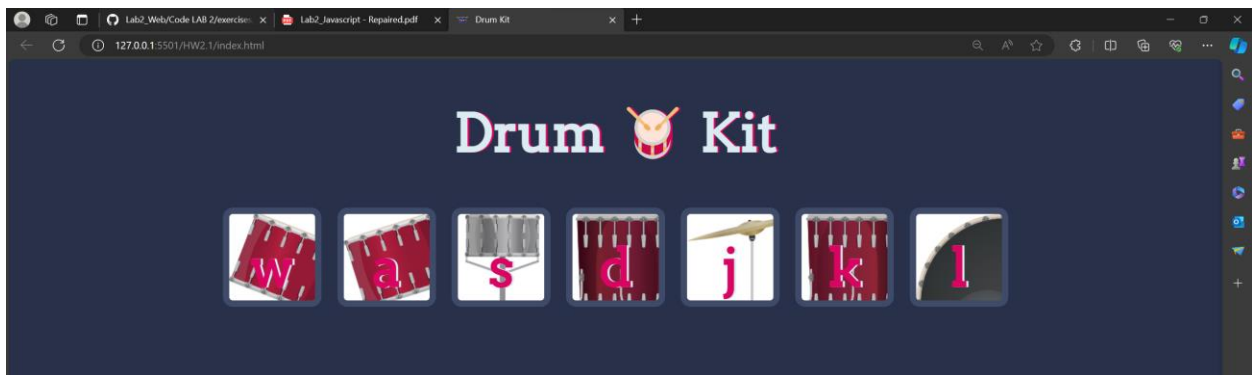 Lab2_Web/Code LAB 2/exercises
Lab2_Javascript - Repaired.pdf
Drum Kit
127.0.0.1:5501/HW2.1/index.html
Drum 🥁 Kit
w a s d j k l